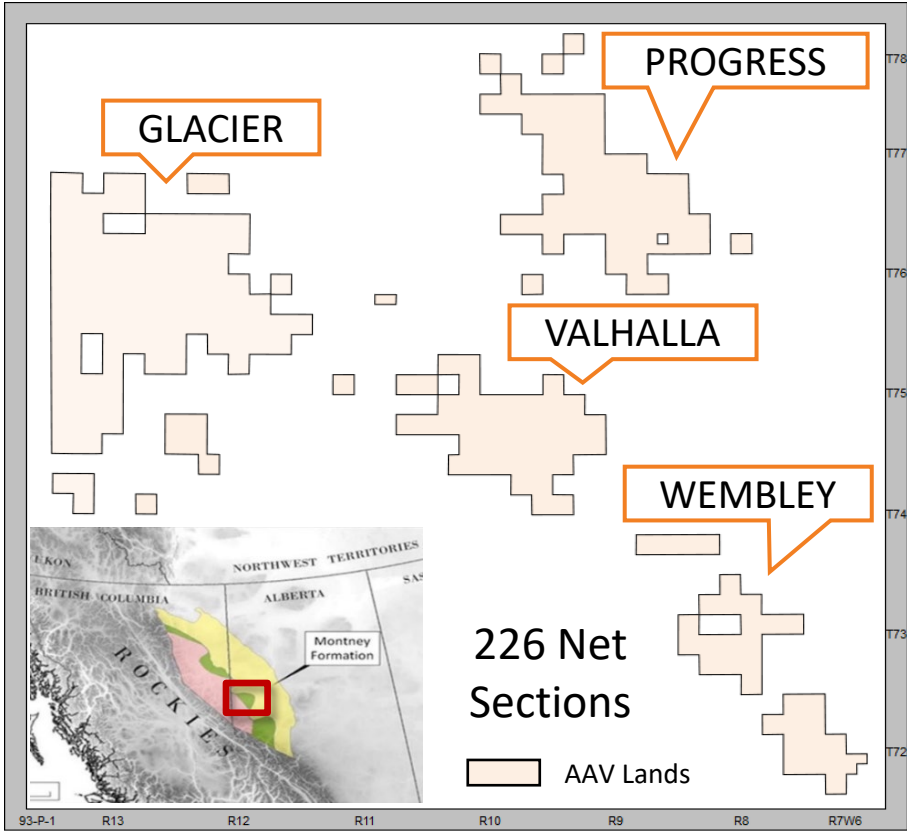 T78
PROGRESS
GLACIER
T77
T76
VALHALLA
T75
WEMBLEY
T74
NORTHWEST TERRITORIES
BRITISH COLUMBIA
ALBERTA
Montney
Formation
ROCKIES
226 Net
Sections
T73
T72
AAV Lands
93-P-1
R13
R12
R11
R10
R9
R8
R7W6